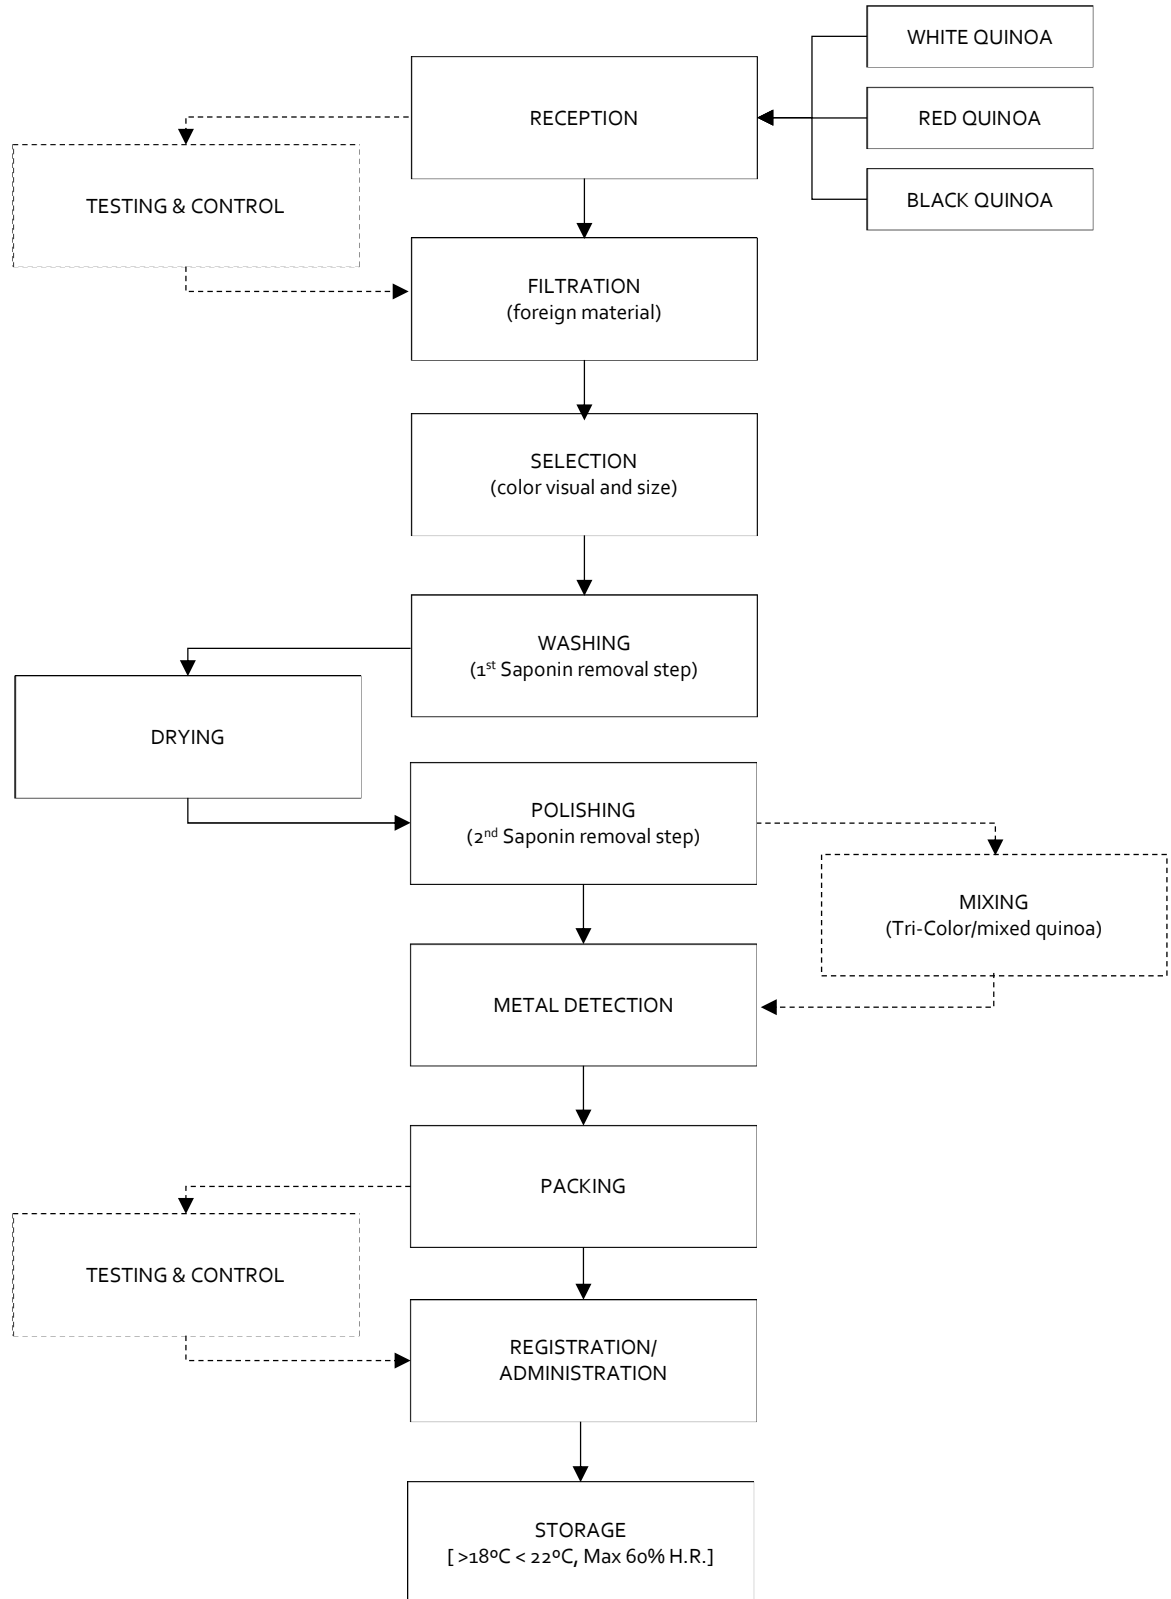 WHITE QUINOA
RECEPTION
RED QUINOA
BLACK QUINOA
TESTING & CONTROL
FILTRATION
(foreign material)
SELECTION
(color visual and size)
WASHING
(1st Saponin removal step)
DRYING
POLISHING
(2nd Saponin removal step)
MIXING
(Tri-Color/mixed quinoa)
METAL DETECTION
PACKING
TESTING & CONTROL
REGISTRATION/
ADMINISTRATION
STORAGE
[ >18ºC < 22ºC, Max 60% H.R.]